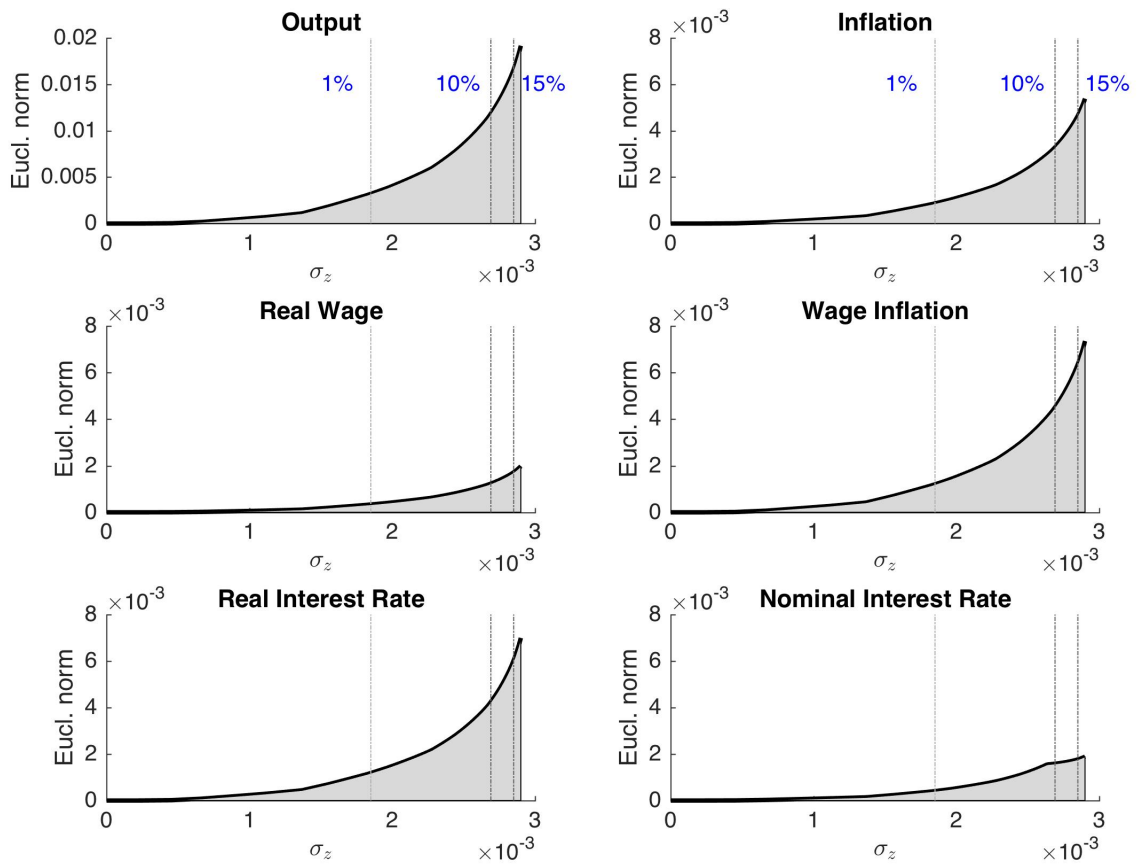 Output
Eucl. norm
0.02
0.015
0.01
0.005
0
1%
10%
15%
0 1 2 3
σz
×10-3
Inflation
×10-3
Eucl. norm
8
6
4
2
0
1%
10%
15%
0 1 2 3
σz
×10-3
Real Wage
×10-3
Eucl. norm
8
6
4
2
0
0 1 2 3
σz
×10-3
Wage Inflation
×10-3
Eucl. norm
8
6
4
2
0
0 1 2 3
σz
×10-3
Real Interest Rate
×10-3
Eucl. norm
8
6
4
2
0
0 1 2 3
σz
×10-3
Nominal Interest Rate
×10-3
Eucl. norm
8
6
4
2
0
0 1 2 3
σz
×10-3